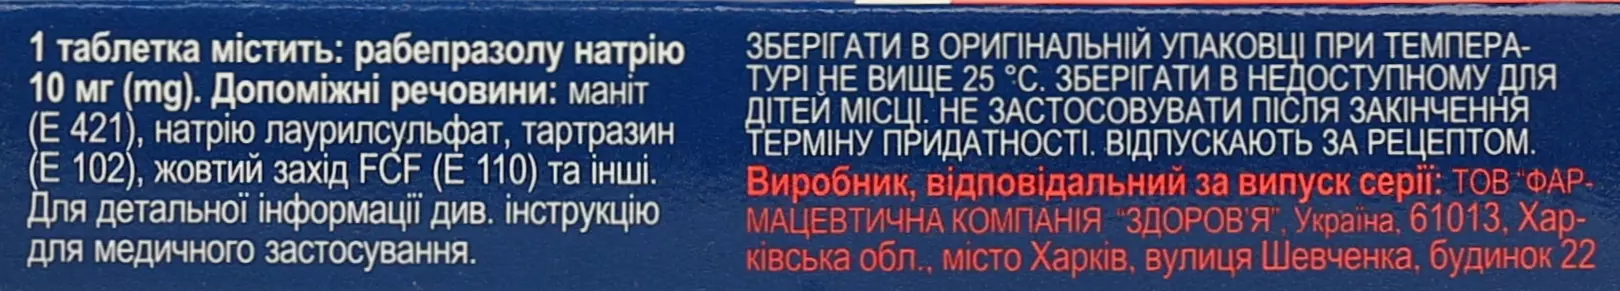 1 таблетка містить: рабепразолу натрію
10 мг (mg). Допоміжні речовини: маніт
(Е 421), натрію лаурилсульфат, тартразин
(Е 102), жовтий захід FCF (Е 110) та інші.
Для детальної інформації див. інструкцію
для медичного застосування.
ЗБЕРІГАТИ В ОРИГІНАЛЬНІЙ УПАКОВЦІ ПРИ ТЕМПЕРА-
ТУРІ НЕ ВИЩЕ 25 °С. ЗБЕРІГАТИ В НЕДОСТУПНОМУ ДЛЯ
ДІТЕЙ МІСЦІ. НЕ ЗАСТОСОВУВАТИ ПІСЛЯ ЗАКІНЧЕННЯ
ТЕРМІНУ ПРИДАТНОСТІ. ВІДПУСКАЮТЬ ЗА РЕЦЕПТОМ.
Виробник, відповідальний за випуск серії: ТОВ "ФАР-
МАЦЕВТИЧНА КОМПАНІЯ "ЗДОРОВ'Я", Україна, 61013, Хар-
ківська обл., місто Харків, вулиця Шевченка, будинок 22